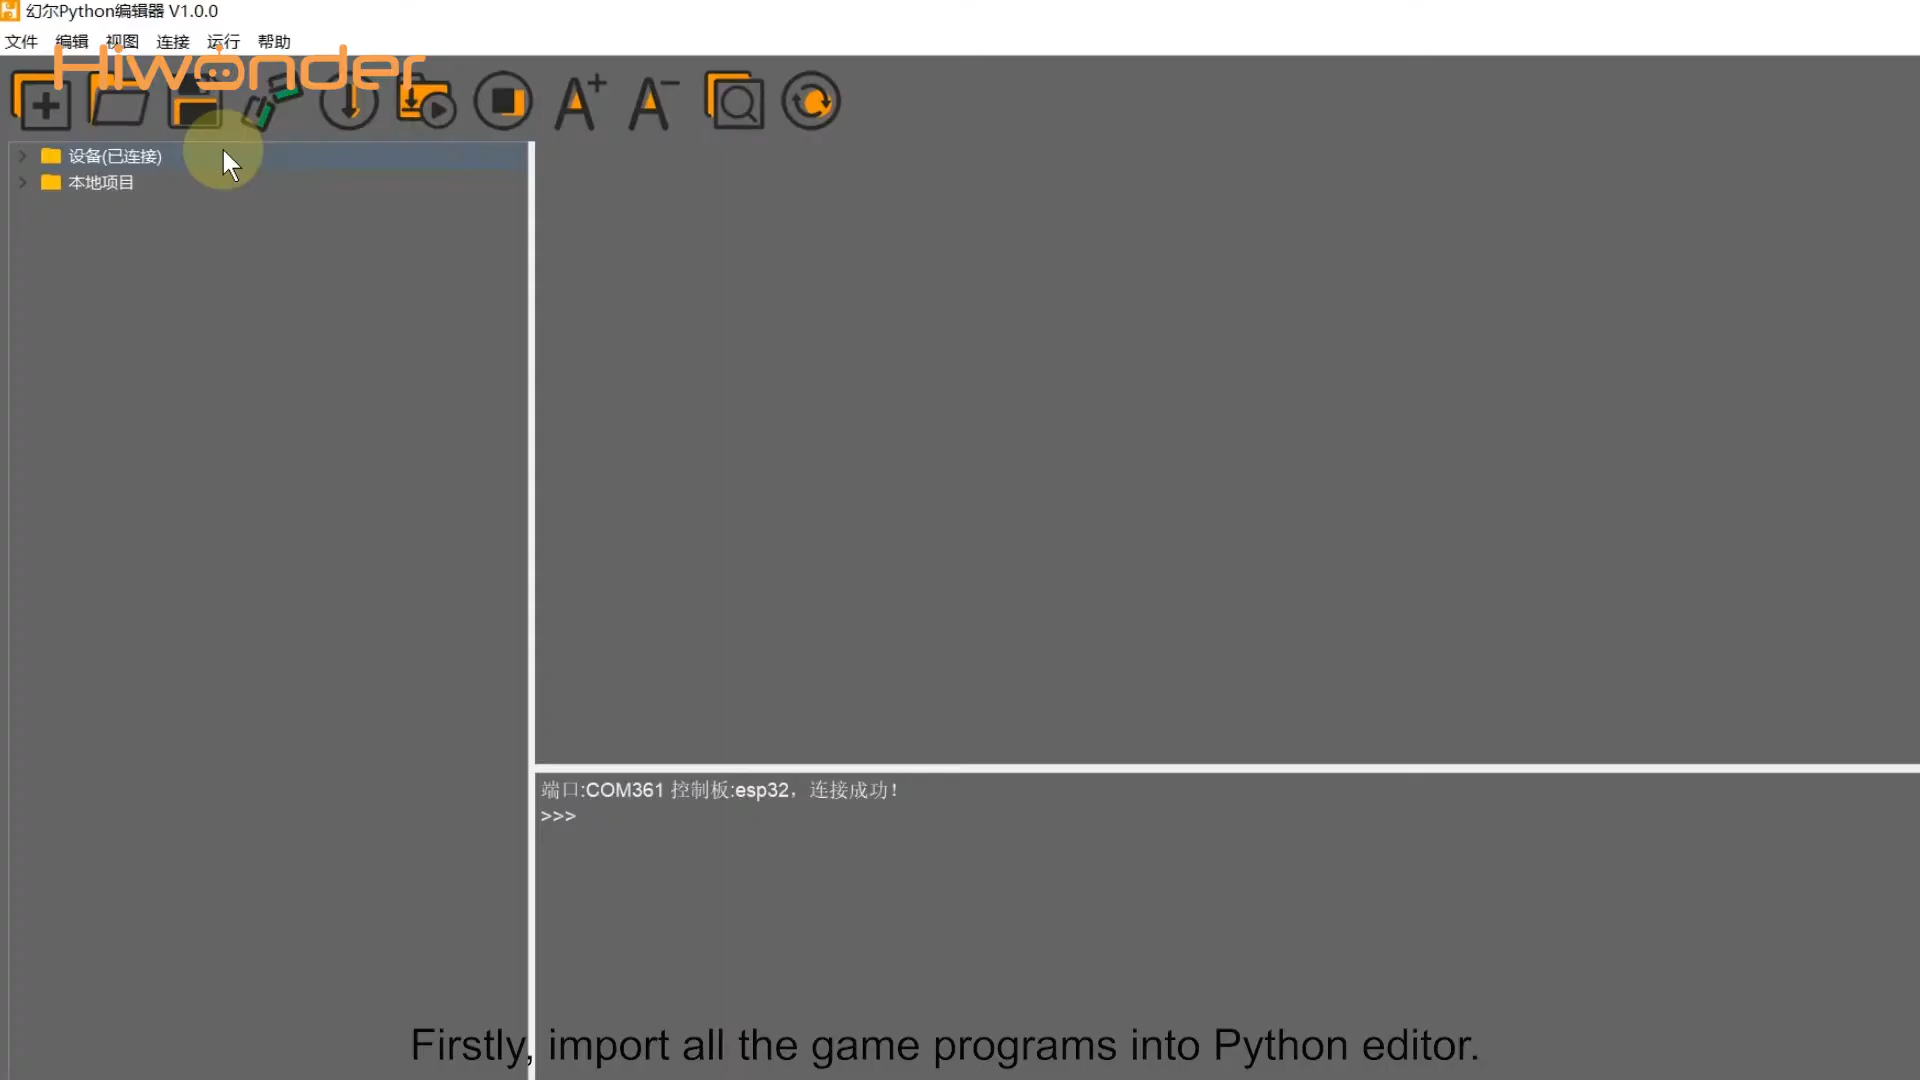 幻尔Python编辑器 V1.0.0
文件 编辑 视图 连接 运行 帮助
Hiwonder
A+ A-
设备(已连接)
本地项目
端口:COM361 控制板:esp32，连接成功！
>>>
Firstly, import all the game programs into Python editor.